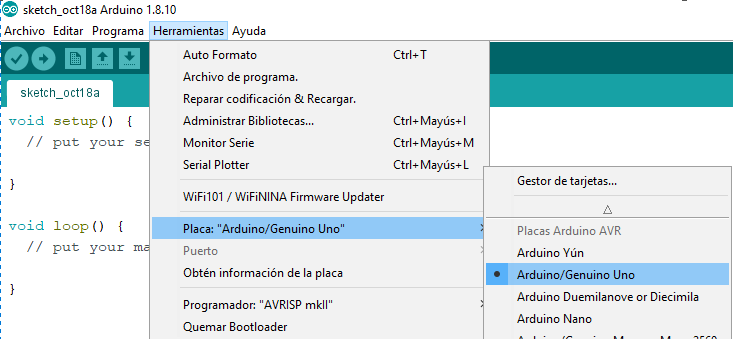 sketch_oct18a Arduino 1.8.10
Archivo Editar Programa Herramientas Ayuda
sketch_oct18a
void setup() {
// put your se
}
void loop() {
// put your ma
}
Auto Formato Ctrl+T
Archivo de programa.
Reparar codificación & Recargar.
Administrar Bibliotecas... Ctrl+Mayús+I
Monitor Serie Ctrl+Mayús+M
Serial Plotter Ctrl+Mayús+L
WiFi101 / WiFiNINA Firmware Updater
Placa: "Arduino/Genuino Uno"
Puerto
Obtén información de la placa
Programador: "AVRISP mkII"
Quemar Bootloader
Gestor de tarjetas...
Placas Arduino AVR
Arduino Yún
Arduino/Genuino Uno
Arduino Duemilanove or Diecimila
Arduino Nano